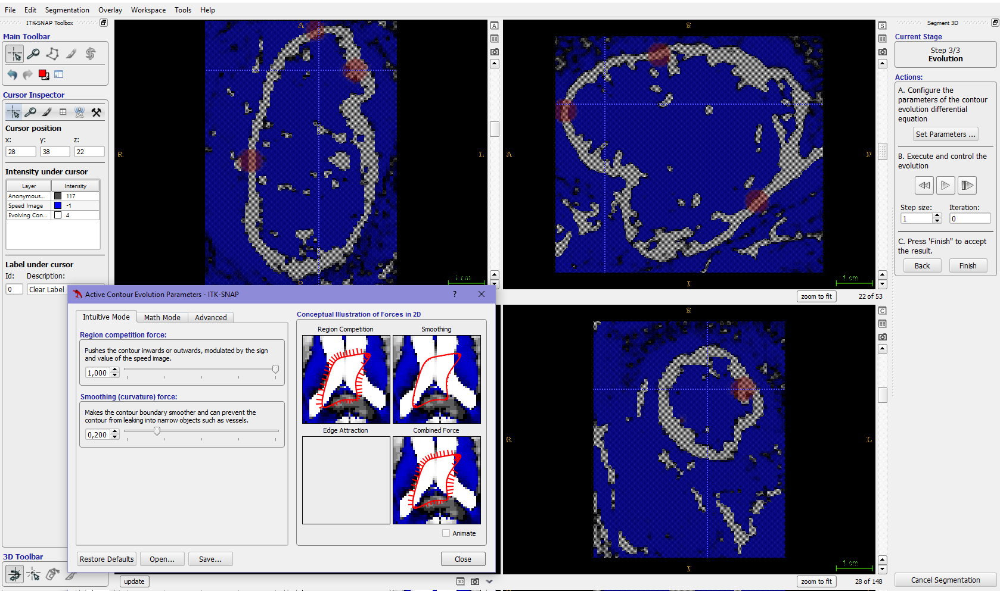 File Edit Segmentation Overlay Workspace Tools Help
ITK-SNAP Toolbox
Main Toolbar
Cursor Inspector
Cursor position
x: y: z:
28 38 22
Intensity under cursor
Layer Intensity
Anonymous... 117
Speed Image -1
Evolving Con... 4
Label under cursor
Id: Description:
0 Clear Label
3D Toolbar
A
R
L
1 cm
A
S
A
P
I
1 cm
S
zoom to fit
22 of 53
Active Contour Evolution Parameters - ITK-SNAP
?
Intuitive Mode Math Mode Advanced
Region competition force:
Pushes the contour inwards or outwards, modulated by the sign
and value of the speed image.
1,000
Smoothing (curvature) force:
Makes the contour boundary smoother and can prevent the
contour from leaking into narrow objects such as vessels.
0,200
Conceptual Illustration of Forces in 2D
Region Competition Smoothing
Edge Attraction Combined Force
Animate
Restore Defaults Open... Save... Close
update
3D
S
R
L
I
1 cm
C
zoom to fit
28 of 148
Segment 3D
Current Stage
Step 3/3
Evolution
Actions:
A. Configure the
parameters of the contour
evolution differential
equation
Set Parameters ...
B. Execute and control the
evolution
Step size: Iteration:
1 0
C. Press 'Finish" to accept
the result.
Back Finish
Cancel Segmentation